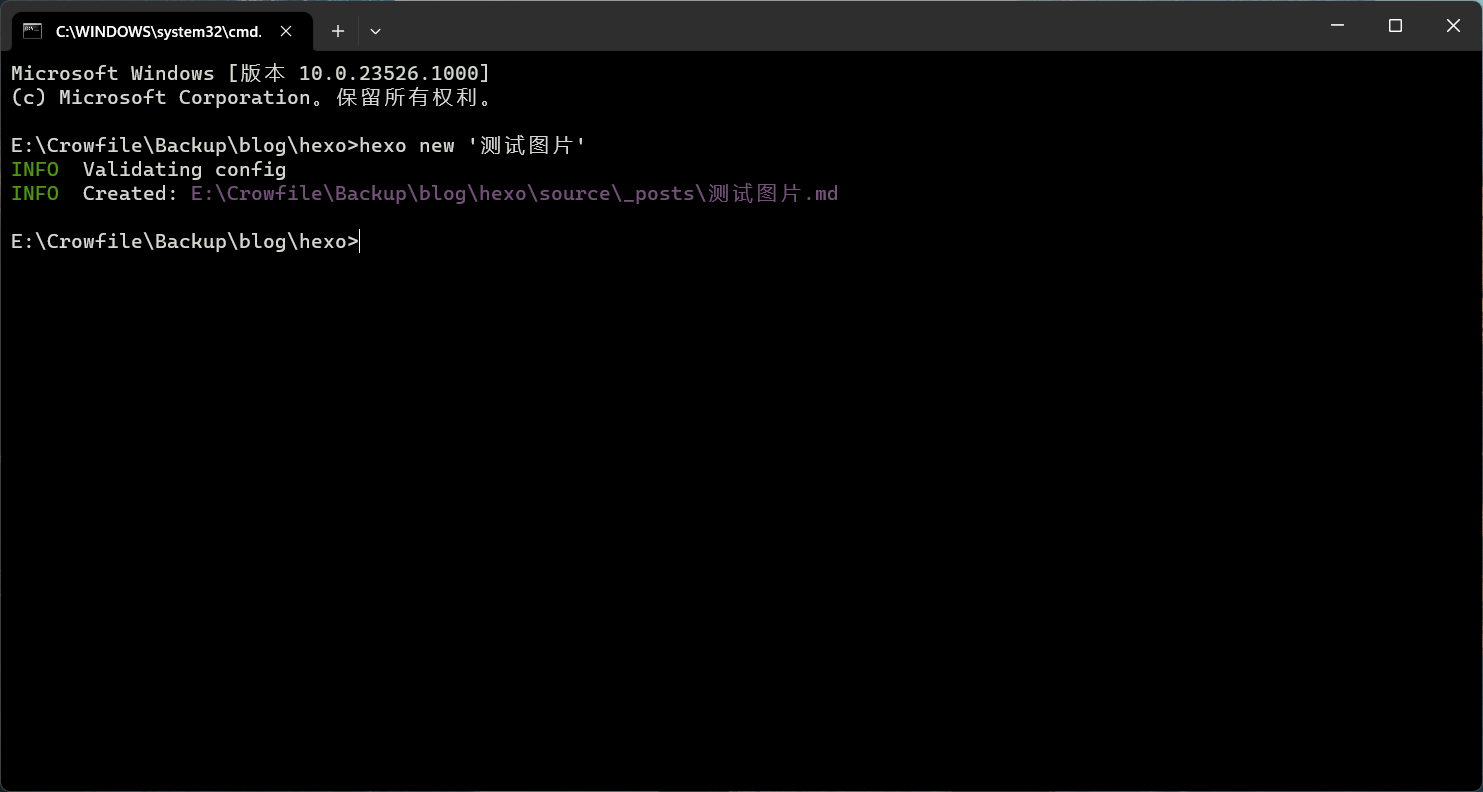 C:\WINDOWS\system32\cmd.
Microsoft Windows [版本 10.0.23526.1000]
(c) Microsoft Corporation。保留所有权利。
E:\Crowfile\Backup\blog\hexo>hexo new '测试图片'
INFO  Validating config
INFO  Created: E:\Crowfile\Backup\blog\hexo\source\_posts\测试图片.md
E:\Crowfile\Backup\blog\hexo>